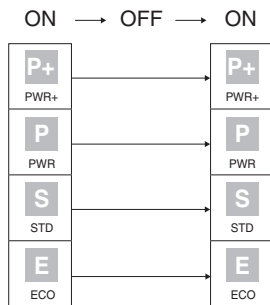 ON → OFF → ON
P+ P+
PWR+ PWR+
P P
PWR PWR
S S
STD STD
E E
ECO ECO